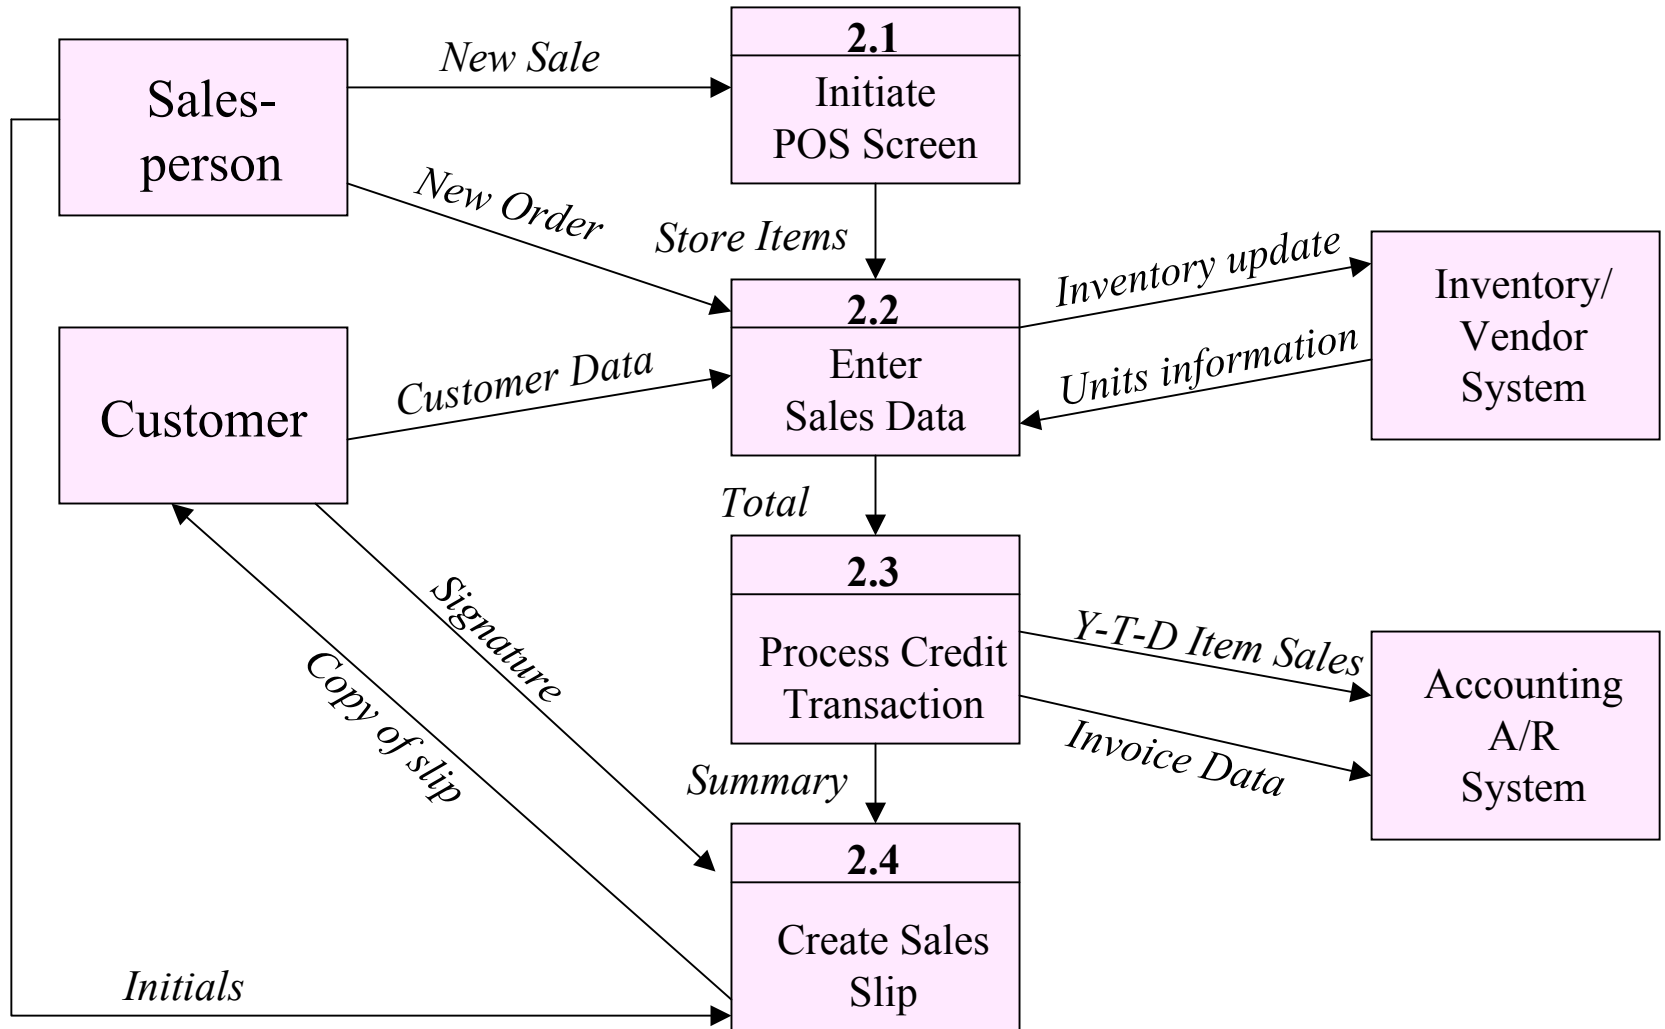 2.1
New Sale
Sales-
person
Initiate
POS Screen
New Order
Store Items
Inventory update
Inventory/
Vendor
System
2.2
Enter
Sales Data
Units information
Customer Data
Customer
Total
2.3
Process Credit
Transaction
Signature
Copy of slip
Y-T-D Item Sales
Invoice Data
Accounting
A/R
System
Summary
2.4
Create Sales
Slip
Initials